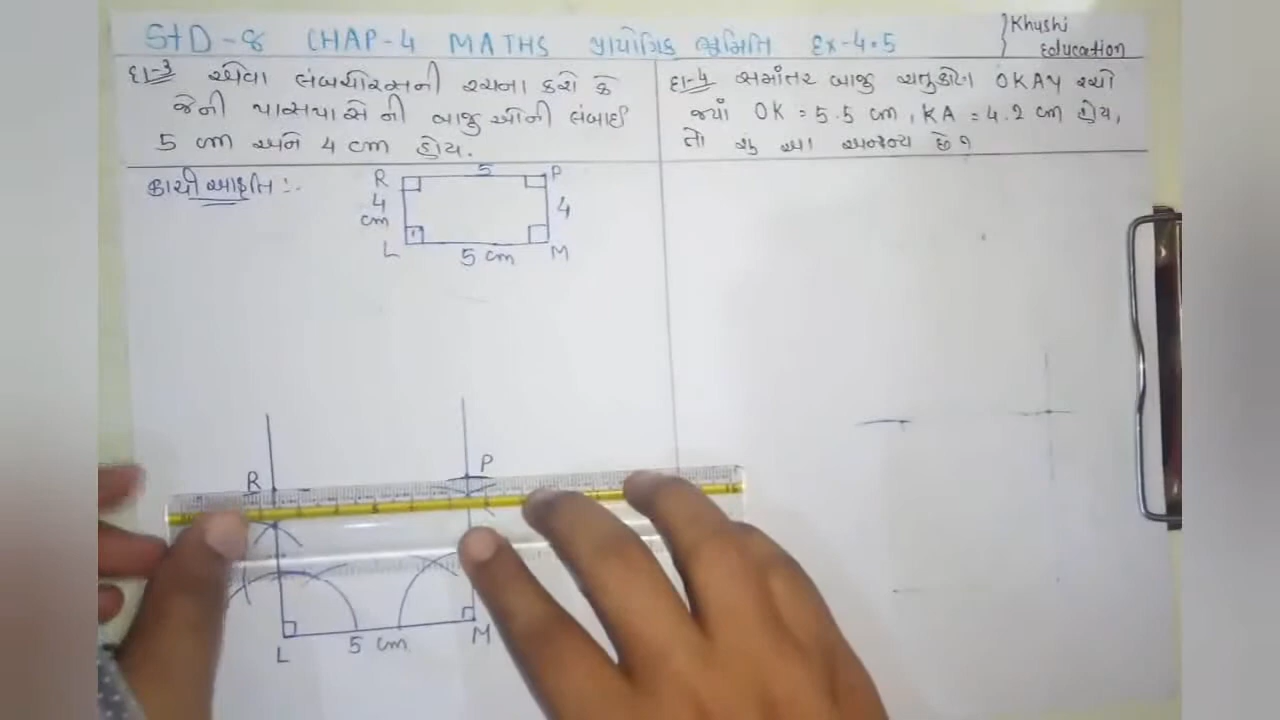 STD-8 CHAP-4 MATHS પ્રાયોગિક ભૂમિતિ Ex-4.5
Khushi
Education
દા-3 એવા લંબચોરસની રચના કરો કે
જેની પાસપાસેની બાજુઓની લંબાઈ
5 cm અને 4 cm હોય.
દા-4 સમાંતર બાજુ ચતુષ્કોણ OKAY રચો
જ્યાં OK = 5.5 cm, KA = 4.2 cm હોય,
તો શું આ અનન્ય છે ?
કાચી આકૃતિ :-
R 5 P
4 4
cm
L 5 cm M
R P
L 5 cm M